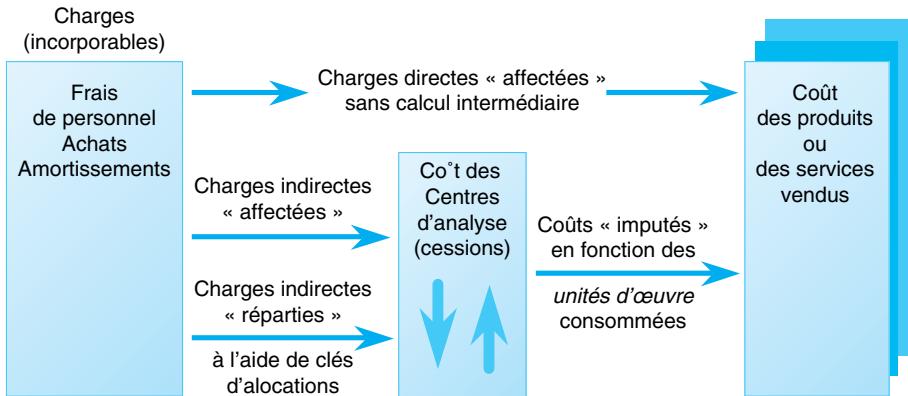 Charges
(incorporables)
Frais
de personnel
Achats
Amortissements
Charges directes « affectées »
sans calcul intermédiaire
Charges indirectes
« affectées »
Charges indirectes
« réparties »
à l'aide de clés
d'alocations
Co˚t des
Centres
d'analyse
(cessions)
Coûts « imputés »
en fonction des
unités d'œuvre
consommées
Coût
des produits
ou
des services
vendus